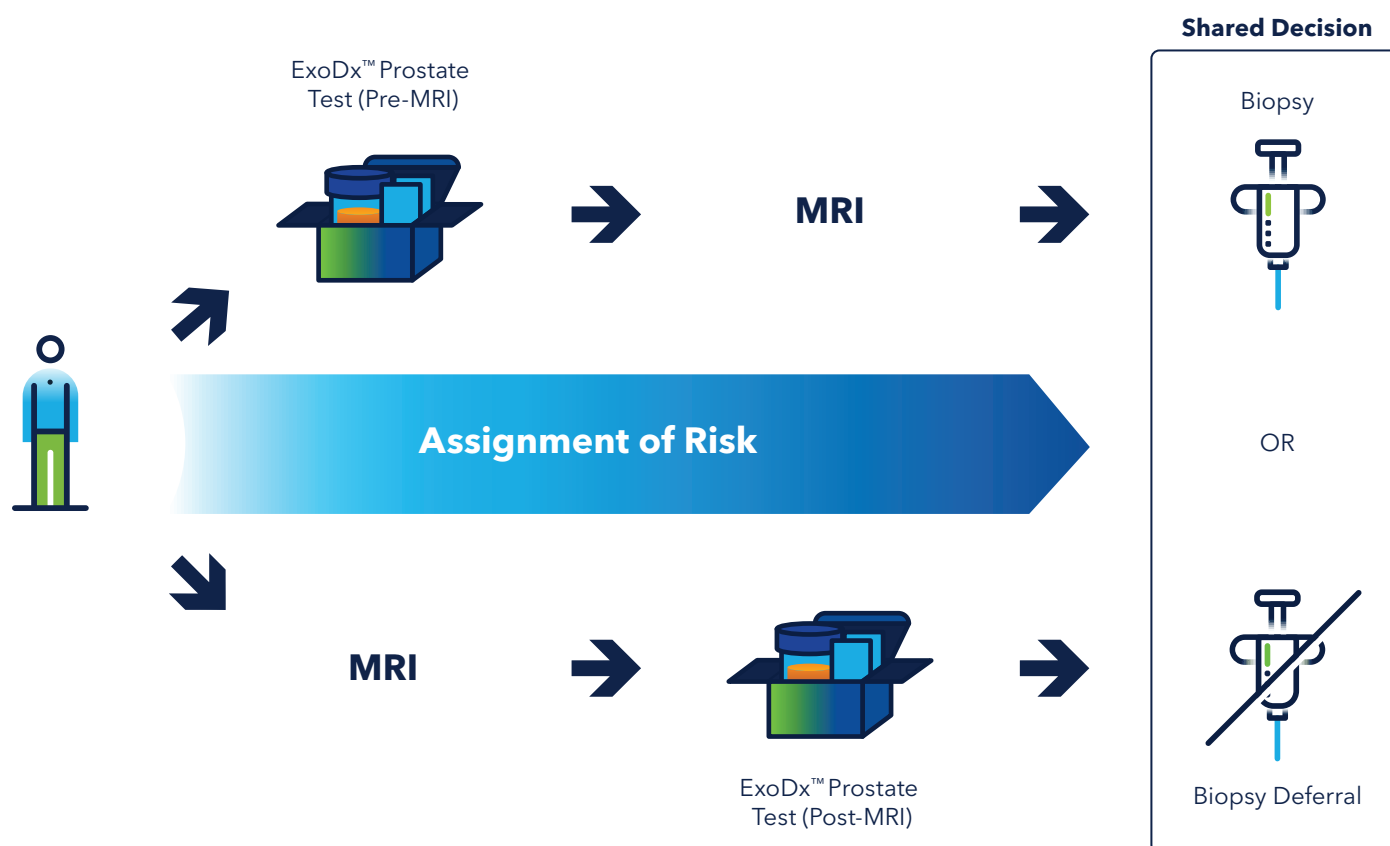 Shared Decision
ExoDx™ Prostate
Test (Pre-MRI)
MRI
Biopsy
Assignment of Risk
OR
MRI
ExoDx™ Prostate
Test (Post-MRI)
Biopsy Deferral